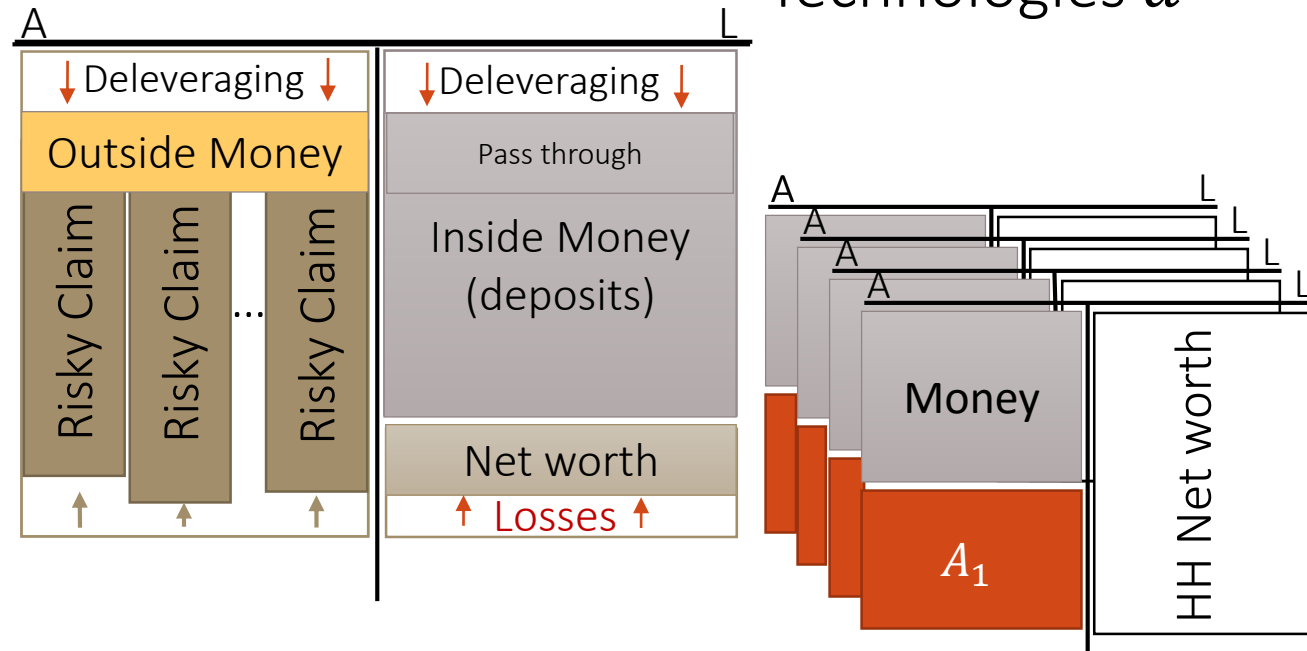 Technologies 𝑎
A L
Deleveraging
Deleveraging
Outside Money
Pass through
Risky Claim
Risky Claim
...
Risky Claim
Inside Money
(deposits)
Net worth
Losses
A L
A L
A L
A L
Money
A₁
HH Net worth